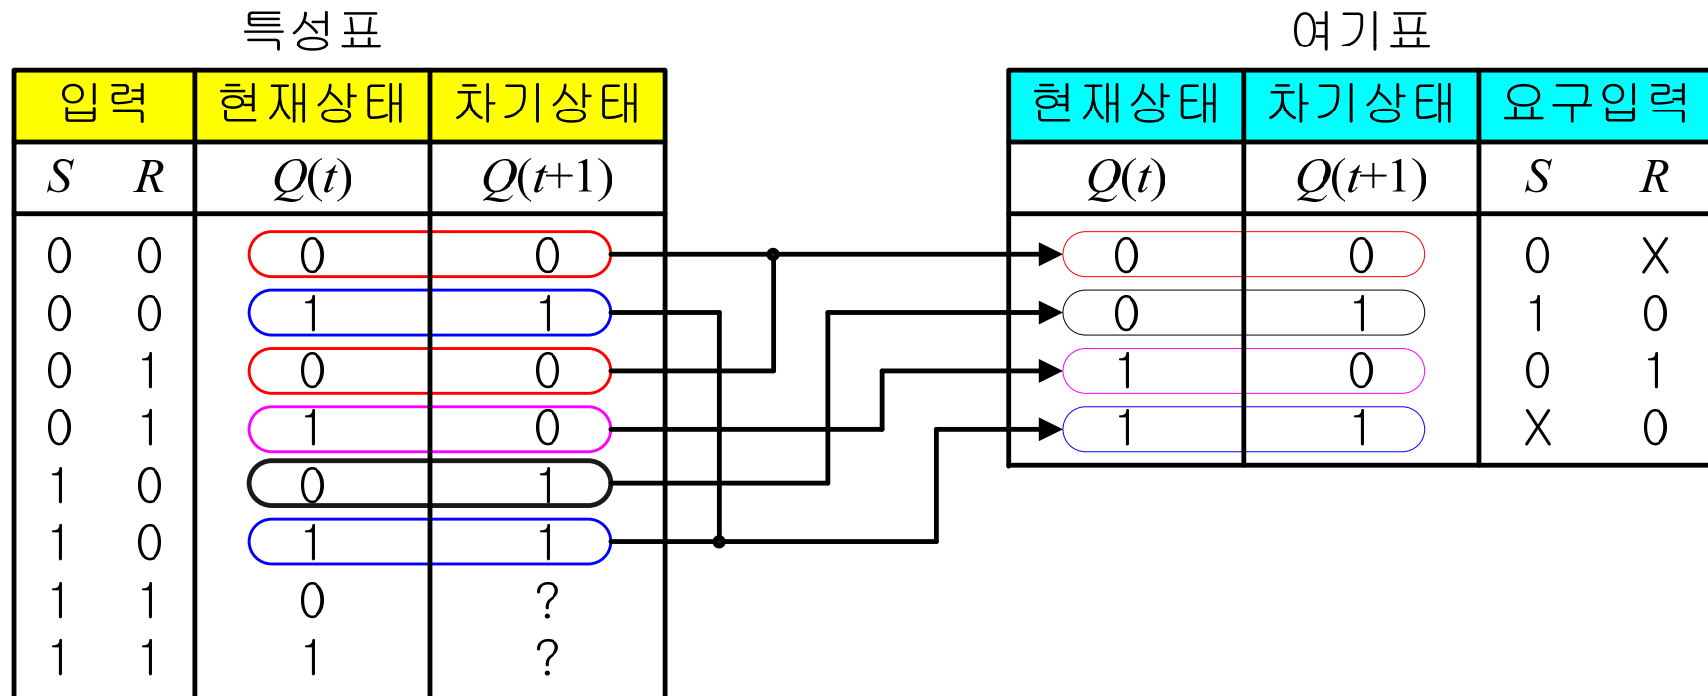 특성표 여기표
입력 현재상태 차기상태 현재상태 차기상태 요구입력
S R Q(t) Q(t+1) Q(t) Q(t+1) S R
0 0 0 0 0 0 0 X
0 0 1 1 0 1 1 0
0 1 0 0 1 0 0 1
0 1 1 0 1 1 X 0
1 0 0 1
1 0 1 1
1 1 0 ?
1 1 1 ?